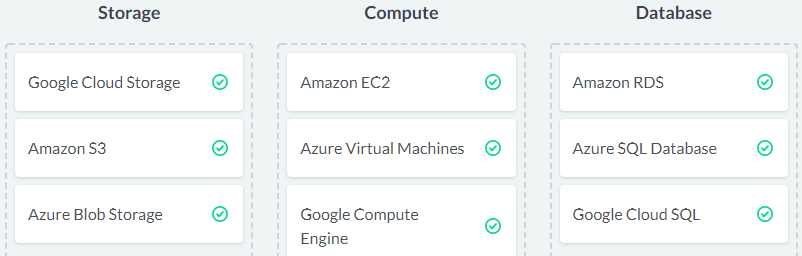 Storage
Compute
Database
Google Cloud Storage
Amazon EC2
Amazon RDS
Amazon S3
Azure Virtual Machines
Azure SQL Database
Azure Blob Storage
Google Compute
Engine
Google Cloud SQL